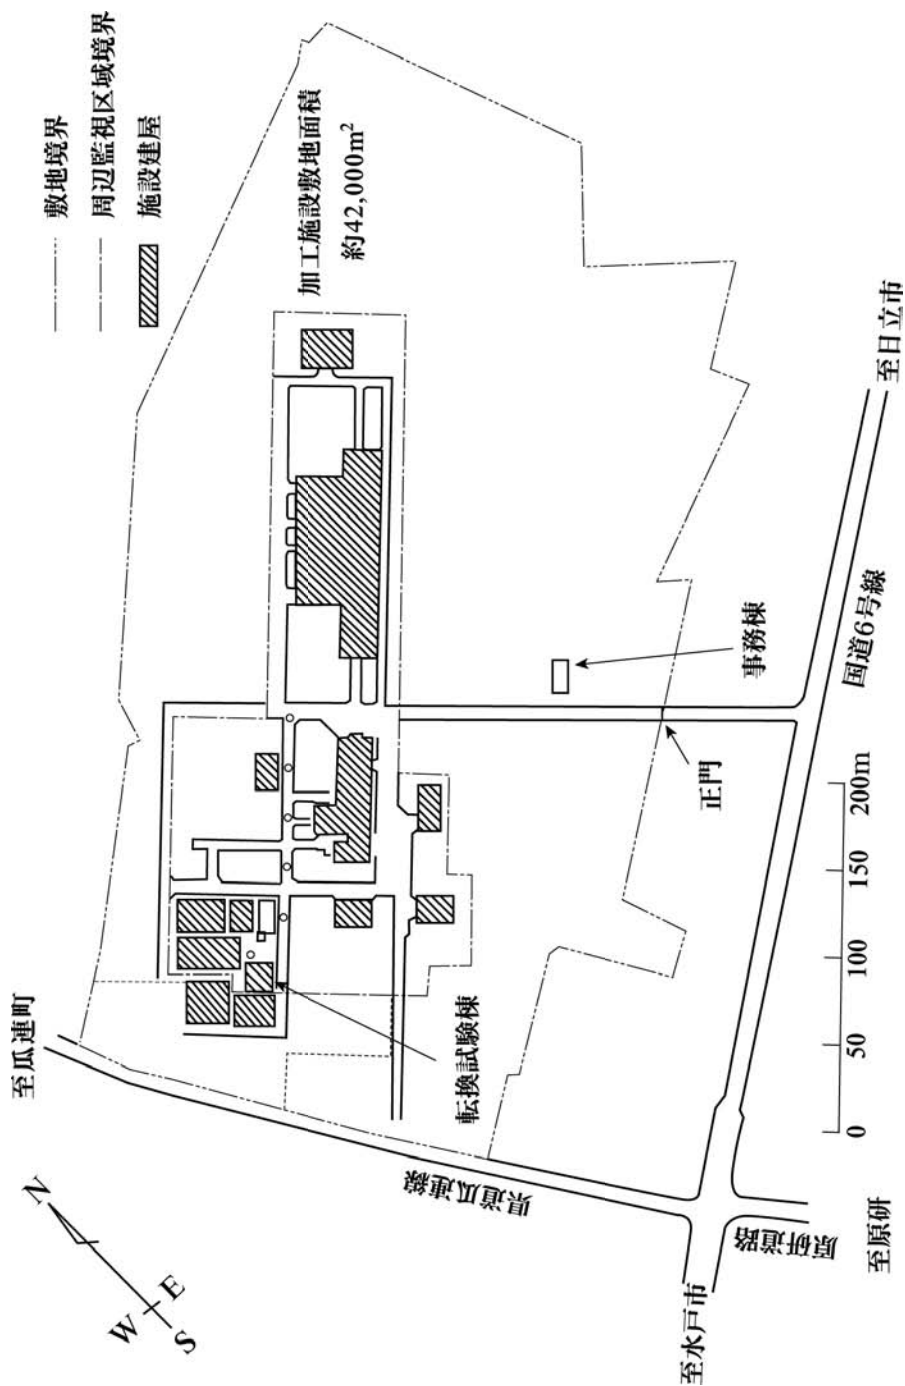 敷地境界
周辺監視区域境界
施設建屋
加工施設敷地面積
約42,000m²
至瓜連町
至日立市
国道6号線
事務棟
正門
転換試験棟
県道瓜連線
原研道路
至原研
至水戸市
0 50 100 150 200m
N
W E
S